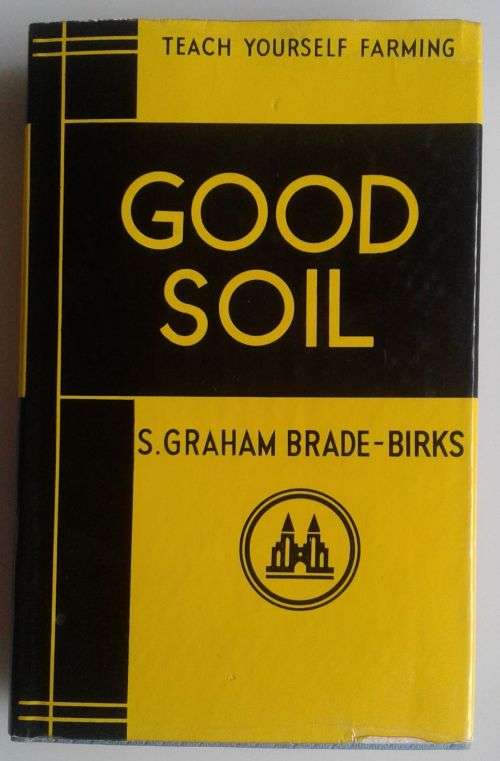 TEACH YOURSELF FARMING
GOOD
SOIL
S. GRAHAM BRADE-BIRKS